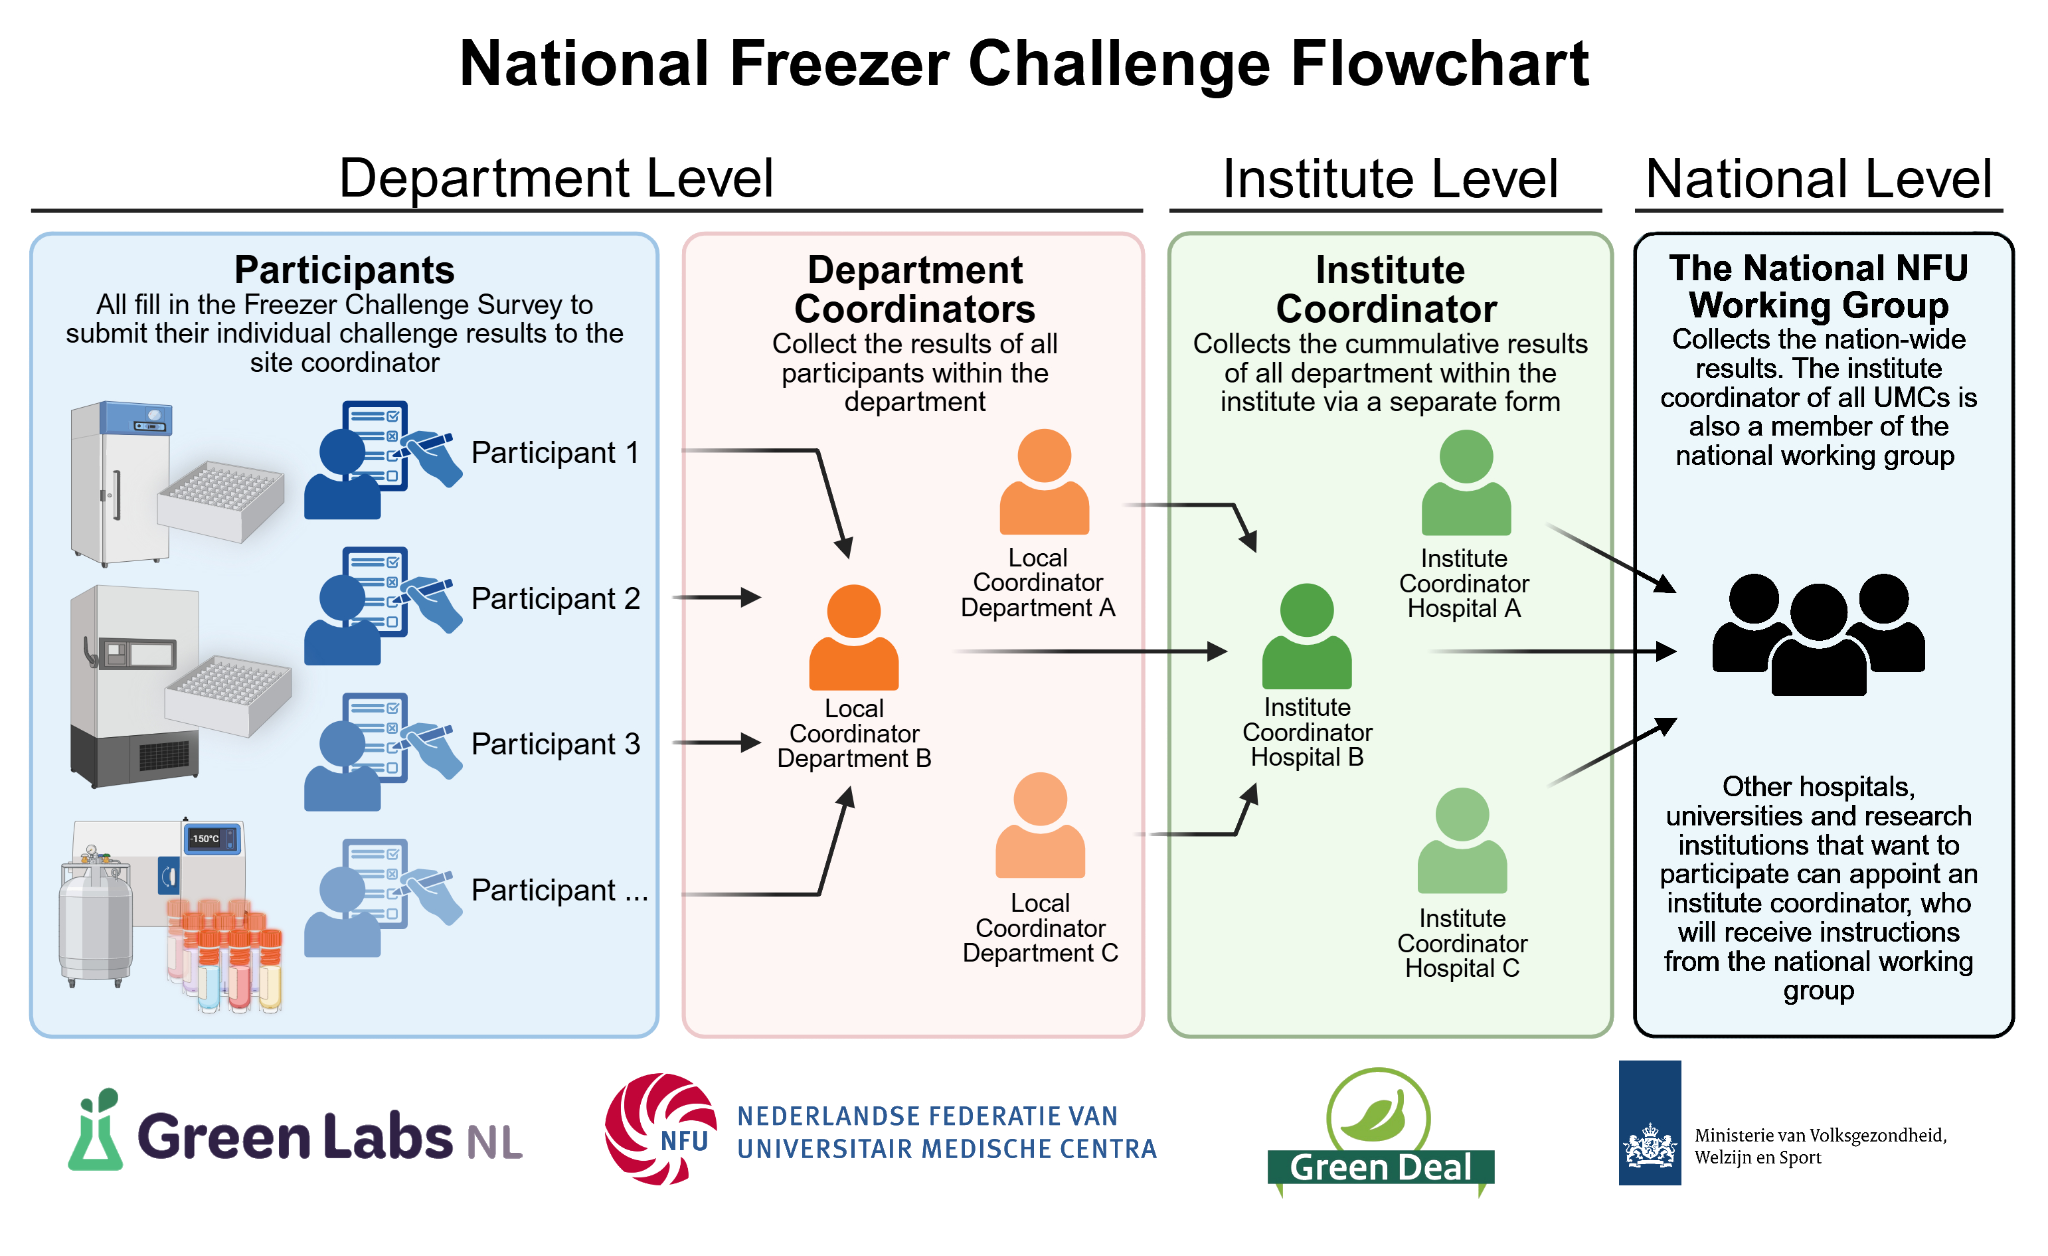 National Freezer Challenge Flowchart
Department Level
Institute Level
National Level
Participants
All fill in the Freezer Challenge Survey to
submit their individual challenge results to the
site coordinator
Participant 1
Participant 2
Participant 3
Participant ...
-150°C
Department
Coordinators
Collect the results of all
participants within the
department
Local
Coordinator
Department A
Local
Coordinator
Department B
Local
Coordinator
Department C
Institute
Coordinator
Collects the cummulative results
of all department within the
institute via a separate form
Institute
Coordinator
Hospital A
Institute
Coordinator
Hospital B
Institute
Coordinator
Hospital C
The National NFU
Working Group
Collects the nation-wide
results. The institute
coordinator of all UMCs is
also a member of the
national working group
Other hospitals,
universities and research
institutions that want to
participate can appoint an
institute coordinator, who
will receive instructions
from the national working
group
Green Labs NL
NFU
NEDERLANDSE FEDERATIE VAN
UNIVERSITAIR MEDISCHE CENTRA
Green Deal
Ministerie van Volksgezondheid,
Welzijn en Sport